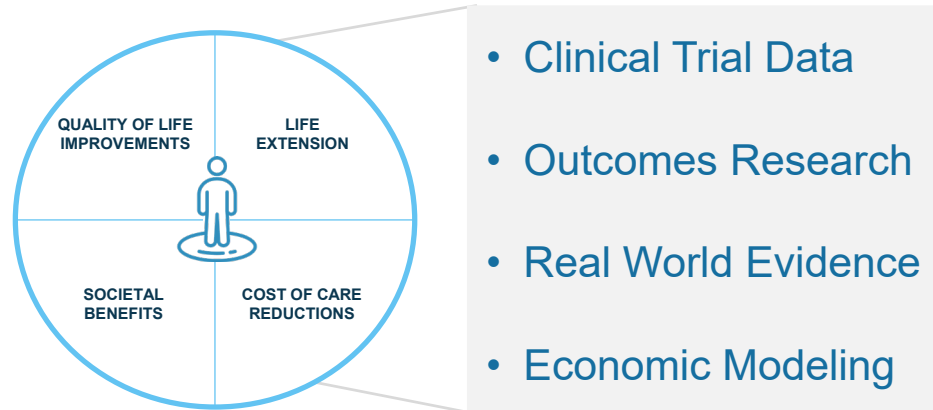 QUALITY OF LIFE
IMPROVEMENTS
LIFE
EXTENSION
SOCIETAL
BENEFITS
COST OF CARE
REDUCTIONS
• Clinical Trial Data
• Outcomes Research
• Real World Evidence
• Economic Modeling